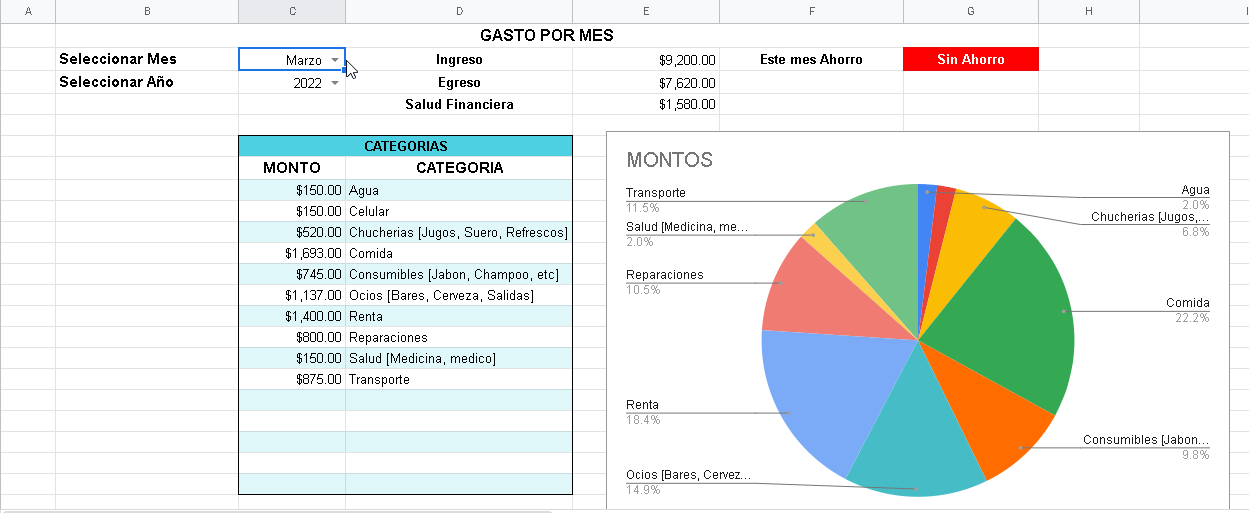 A B C D E F G H I
GASTO POR MES
Seleccionar Mes Marzo Ingreso $9,200.00 Este mes Ahorro Sin Ahorro
Seleccionar Año 2022 Egreso $7,620.00
Salud Financiera $1,580.00
CATEGORIAS
MONTO CATEGORIA
$150.00 Agua
$150.00 Celular
$520.00 Chucherias [Jugos, Suero, Refrescos]
$1,693.00 Comida
$745.00 Consumibles [Jabon, Champoo, etc]
$1,137.00 Ocios [Bares, Cerveza, Salidas]
$1,400.00 Renta
$800.00 Reparaciones
$150.00 Salud [Medicina, medico]
$875.00 Transporte
MONTOS
Transporte
11.5%
Salud [Medicina, me...
2.0%
Reparaciones
10.5%
Renta
18.4%
Ocios [Bares, Cervez...
14.9%
Agua
2.0%
Chucherias [Jugos,...
6.8%
Comida
22.2%
Consumibles [Jabon...
9.8%